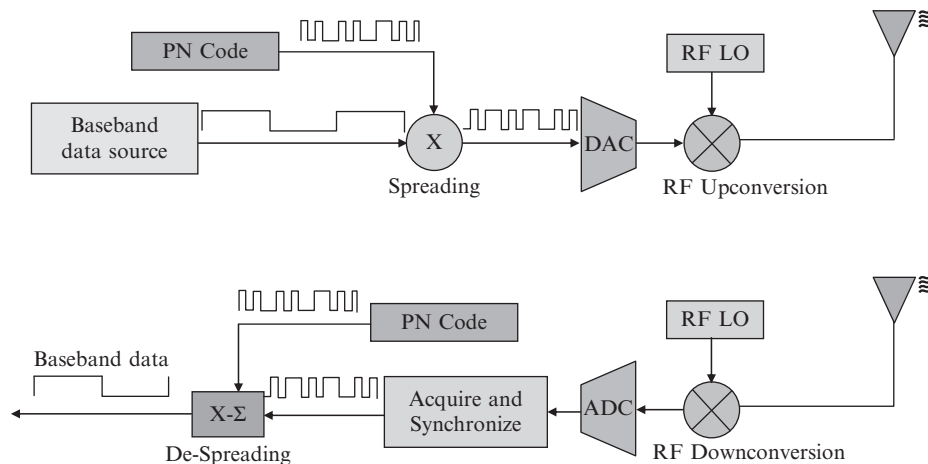 PN Code
RF LO
Baseband
data source
X
DAC
Spreading
RF Upconversion
PN Code
RF LO
Baseband data
X-Σ
Acquire and
Synchronize
ADC
De-Spreading
RF Downconversion